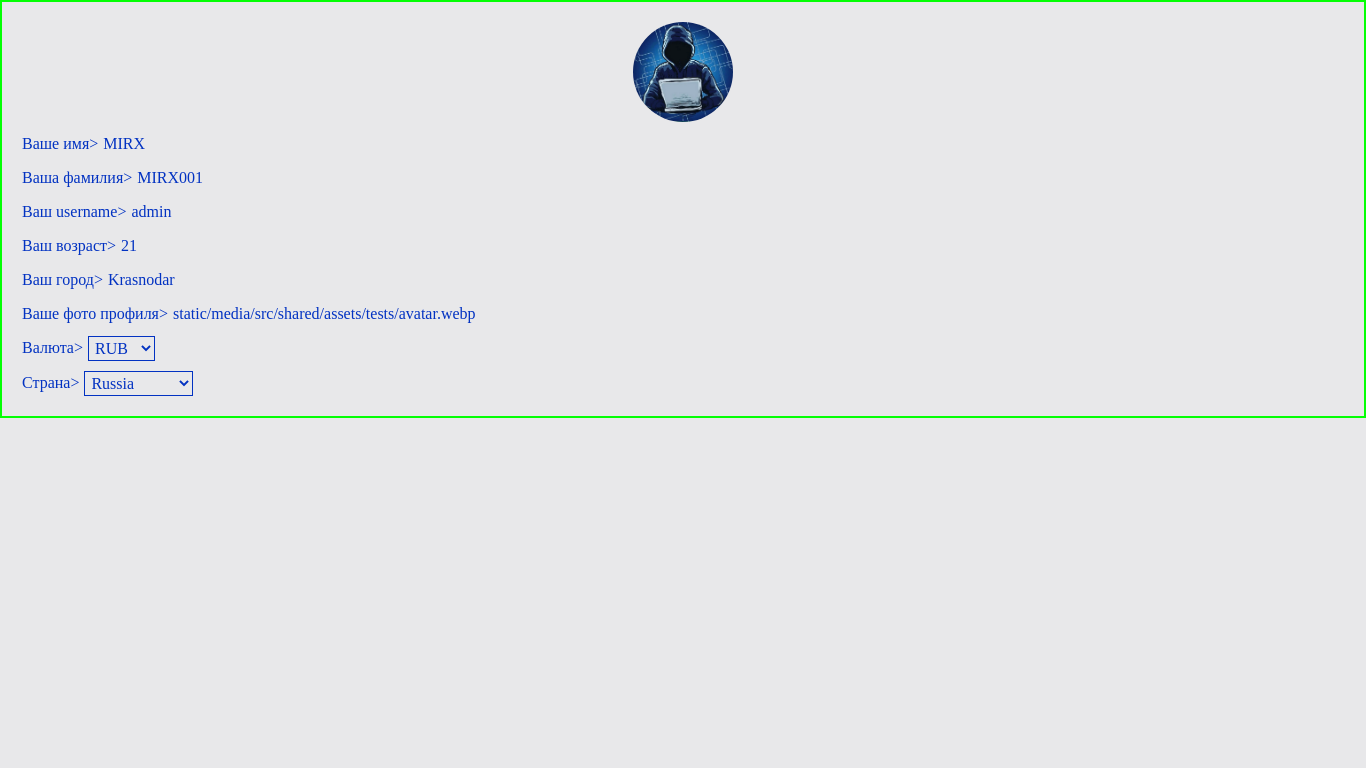 Ваше имя> MIRX
Ваша фамилия> MIRX001
Ваш username> admin
Ваш возраст> 21
Ваш город> Krasnodar
Ваше фото профиля> static/media/src/shared/assets/tests/avatar.webp
Валюта> RUB
Страна> Russia